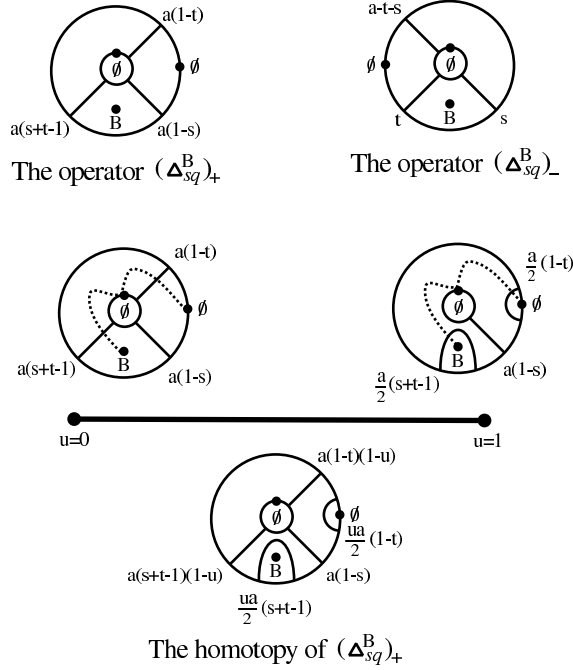 a(1-t)
∅
∅
a(s+t-1)
B
a(1-s)
The operator (Δ^B_sq)_+
a-t-s
∅
∅
t
B
s
The operator (Δ^B_sq)_−
a(1-t)
∅
∅
B
a(s+t-1)
a(1-s)
a/2 (1-t)
∅
∅
B
a/2 (s+t-1)
a(1-s)
u=0
u=1
a(1-t)(1-u)
∅
∅
ua/2 (1-t)
B
a(s+t-1)(1-u)
a(1-s)
ua/2 (s+t-1)
The homotopy of (Δ^B_sq)_+